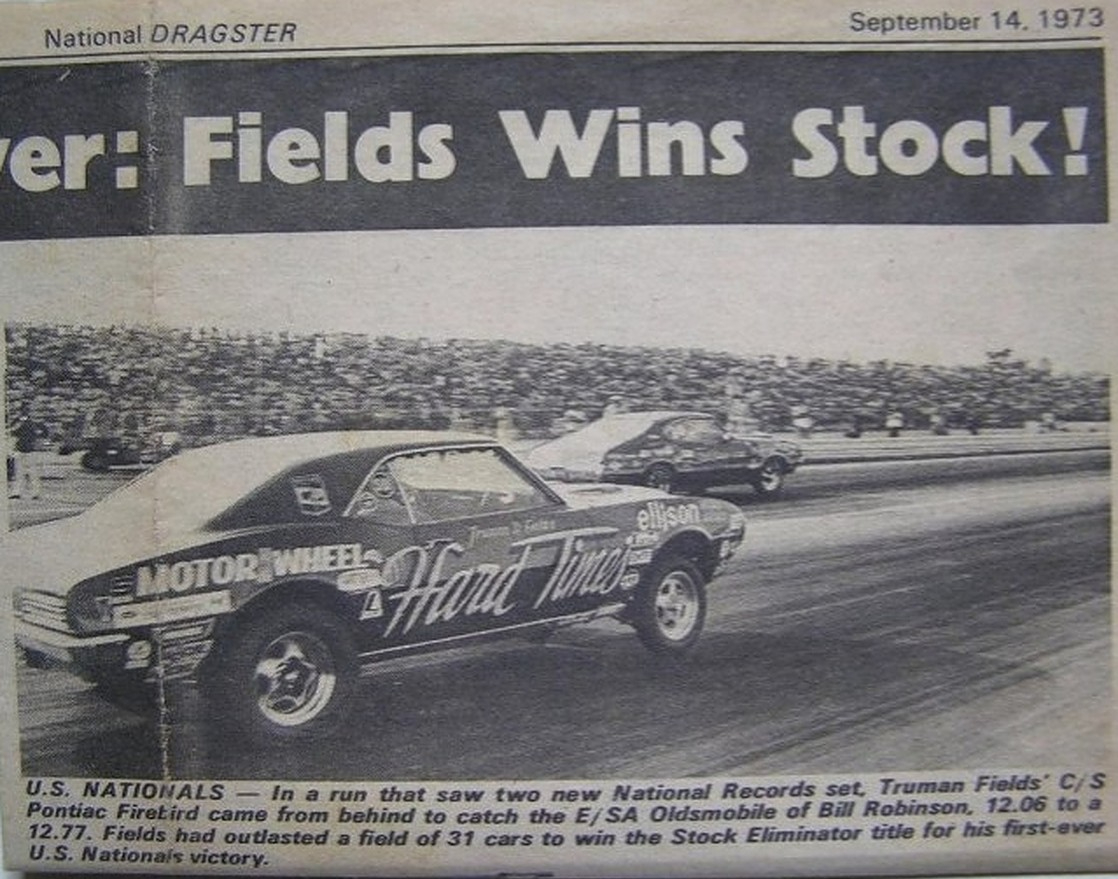 National DRAGSTER
September 14, 1973
ver: Fields Wins Stock!
MOTOR WHEEL
Hard Times
ellison
U.S. NATIONALS — In a run that saw two new National Records set, Truman Fields' C/S
Pontiac Firebird came from behind to catch the E/SA Oldsmobile of Bill Robinson, 12.06 to a
12.77. Fields had outlasted a field of 31 cars to win the Stock Eliminator title for his first-ever
U.S. Nationals victory.